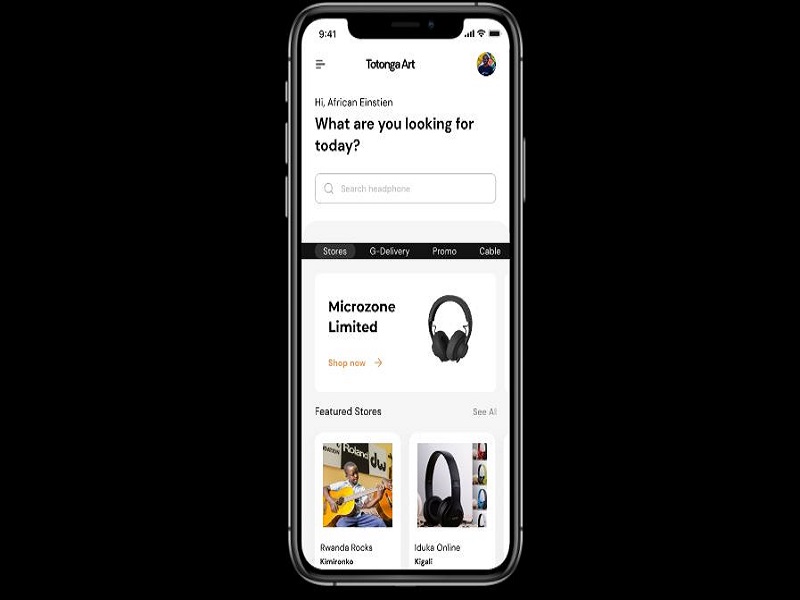 9:41
Totonga Art
Hi, African Einstien
What are you looking for
today?
Search headphone
Stores G-Delivery Promo Cable
Microzone
Limited
Shop now →
Featured Stores See All
Roland
dw
Rwanda Rocks Iduka Online
Kimironko Kigali